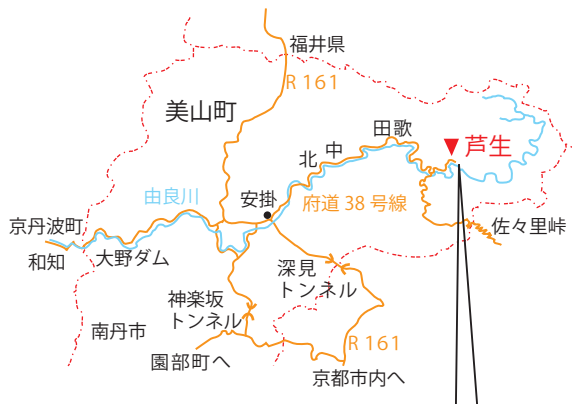 福井県
R 161
美山町
田歌
中
北
▼芦生
由良川
安掛
府道 38 号線
京丹波町
和知
大野ダム
佐々里峠
深見
トンネル
神楽坂
トンネル
南丹市
R 161
園部町へ
京都市内へ